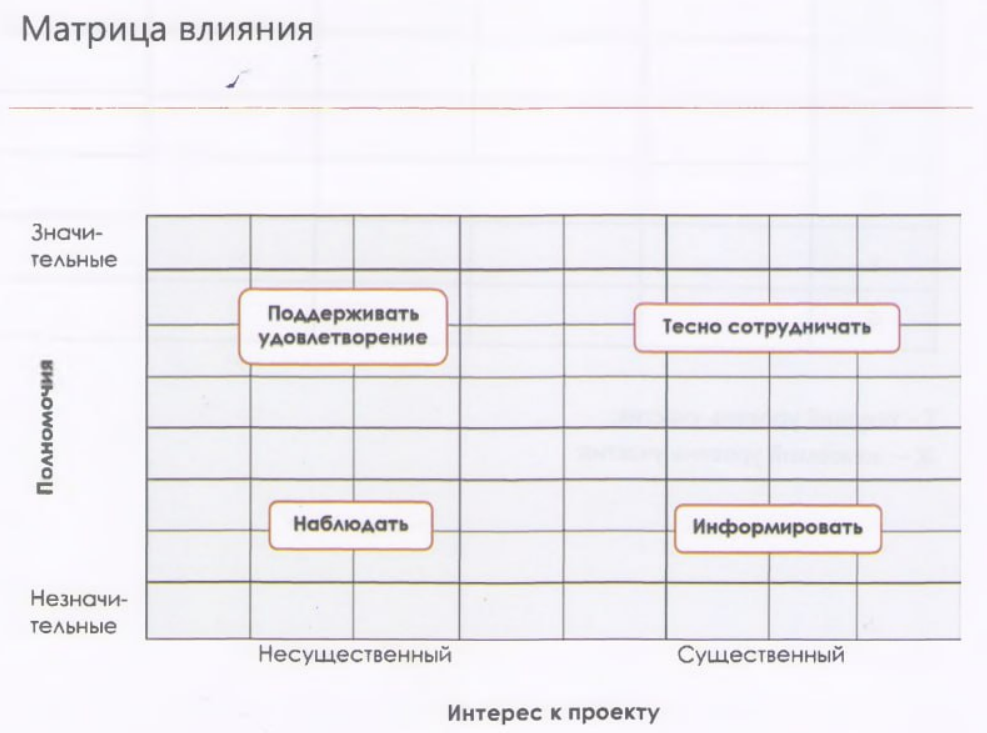 Матрица влияния
Значи-
тельные
Поддерживать
удовлетворение
Тесно сотрудничать
Полномочия
Наблюдать
Информировать
Незначи-
тельные
Несущественный
Существенный
Интерес к проекту